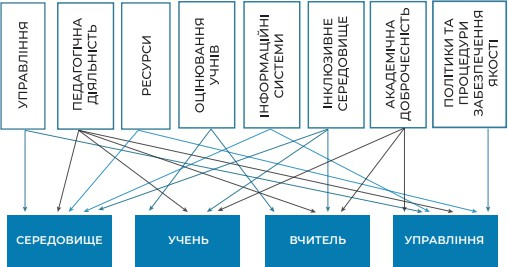 УПРАВЛІННЯ
ПЕДАГОГІЧНА
ДІЯЛЬНІСТЬ
РЕСУРСИ
ОЦІНЮВАННЯ
УЧНІВ
ІНФОРМАЦІЙНІ
СИСТЕМИ
ІНКЛЮЗИВНЕ
СЕРЕДОВИЩЕ
АКАДЕМІЧНА
ДОБРОЧЕСНІСТЬ
ПОЛІТИКИ ТА
ПРОЦЕДУРИ
ЗАБЕЗПЕЧЕННЯ
ЯКОСТІ
СЕРЕДОВИЩЕ
УЧЕНЬ
ВЧИТЕЛЬ
УПРАВЛІННЯ